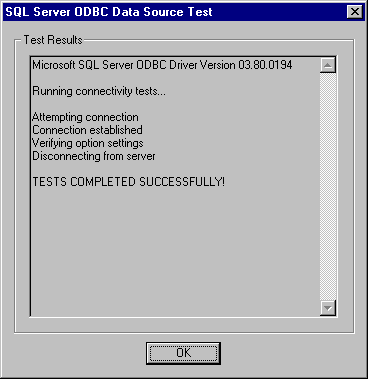 SQL Server ODBC Data Source Test
Test Results
Microsoft SQL Server ODBC Driver Version 03.80.0194
Running connectivity tests...
Attempting connection
Connection established
Verifying option settings
Disconnecting from server
TESTS COMPLETED SUCCESSFULLY!
OK